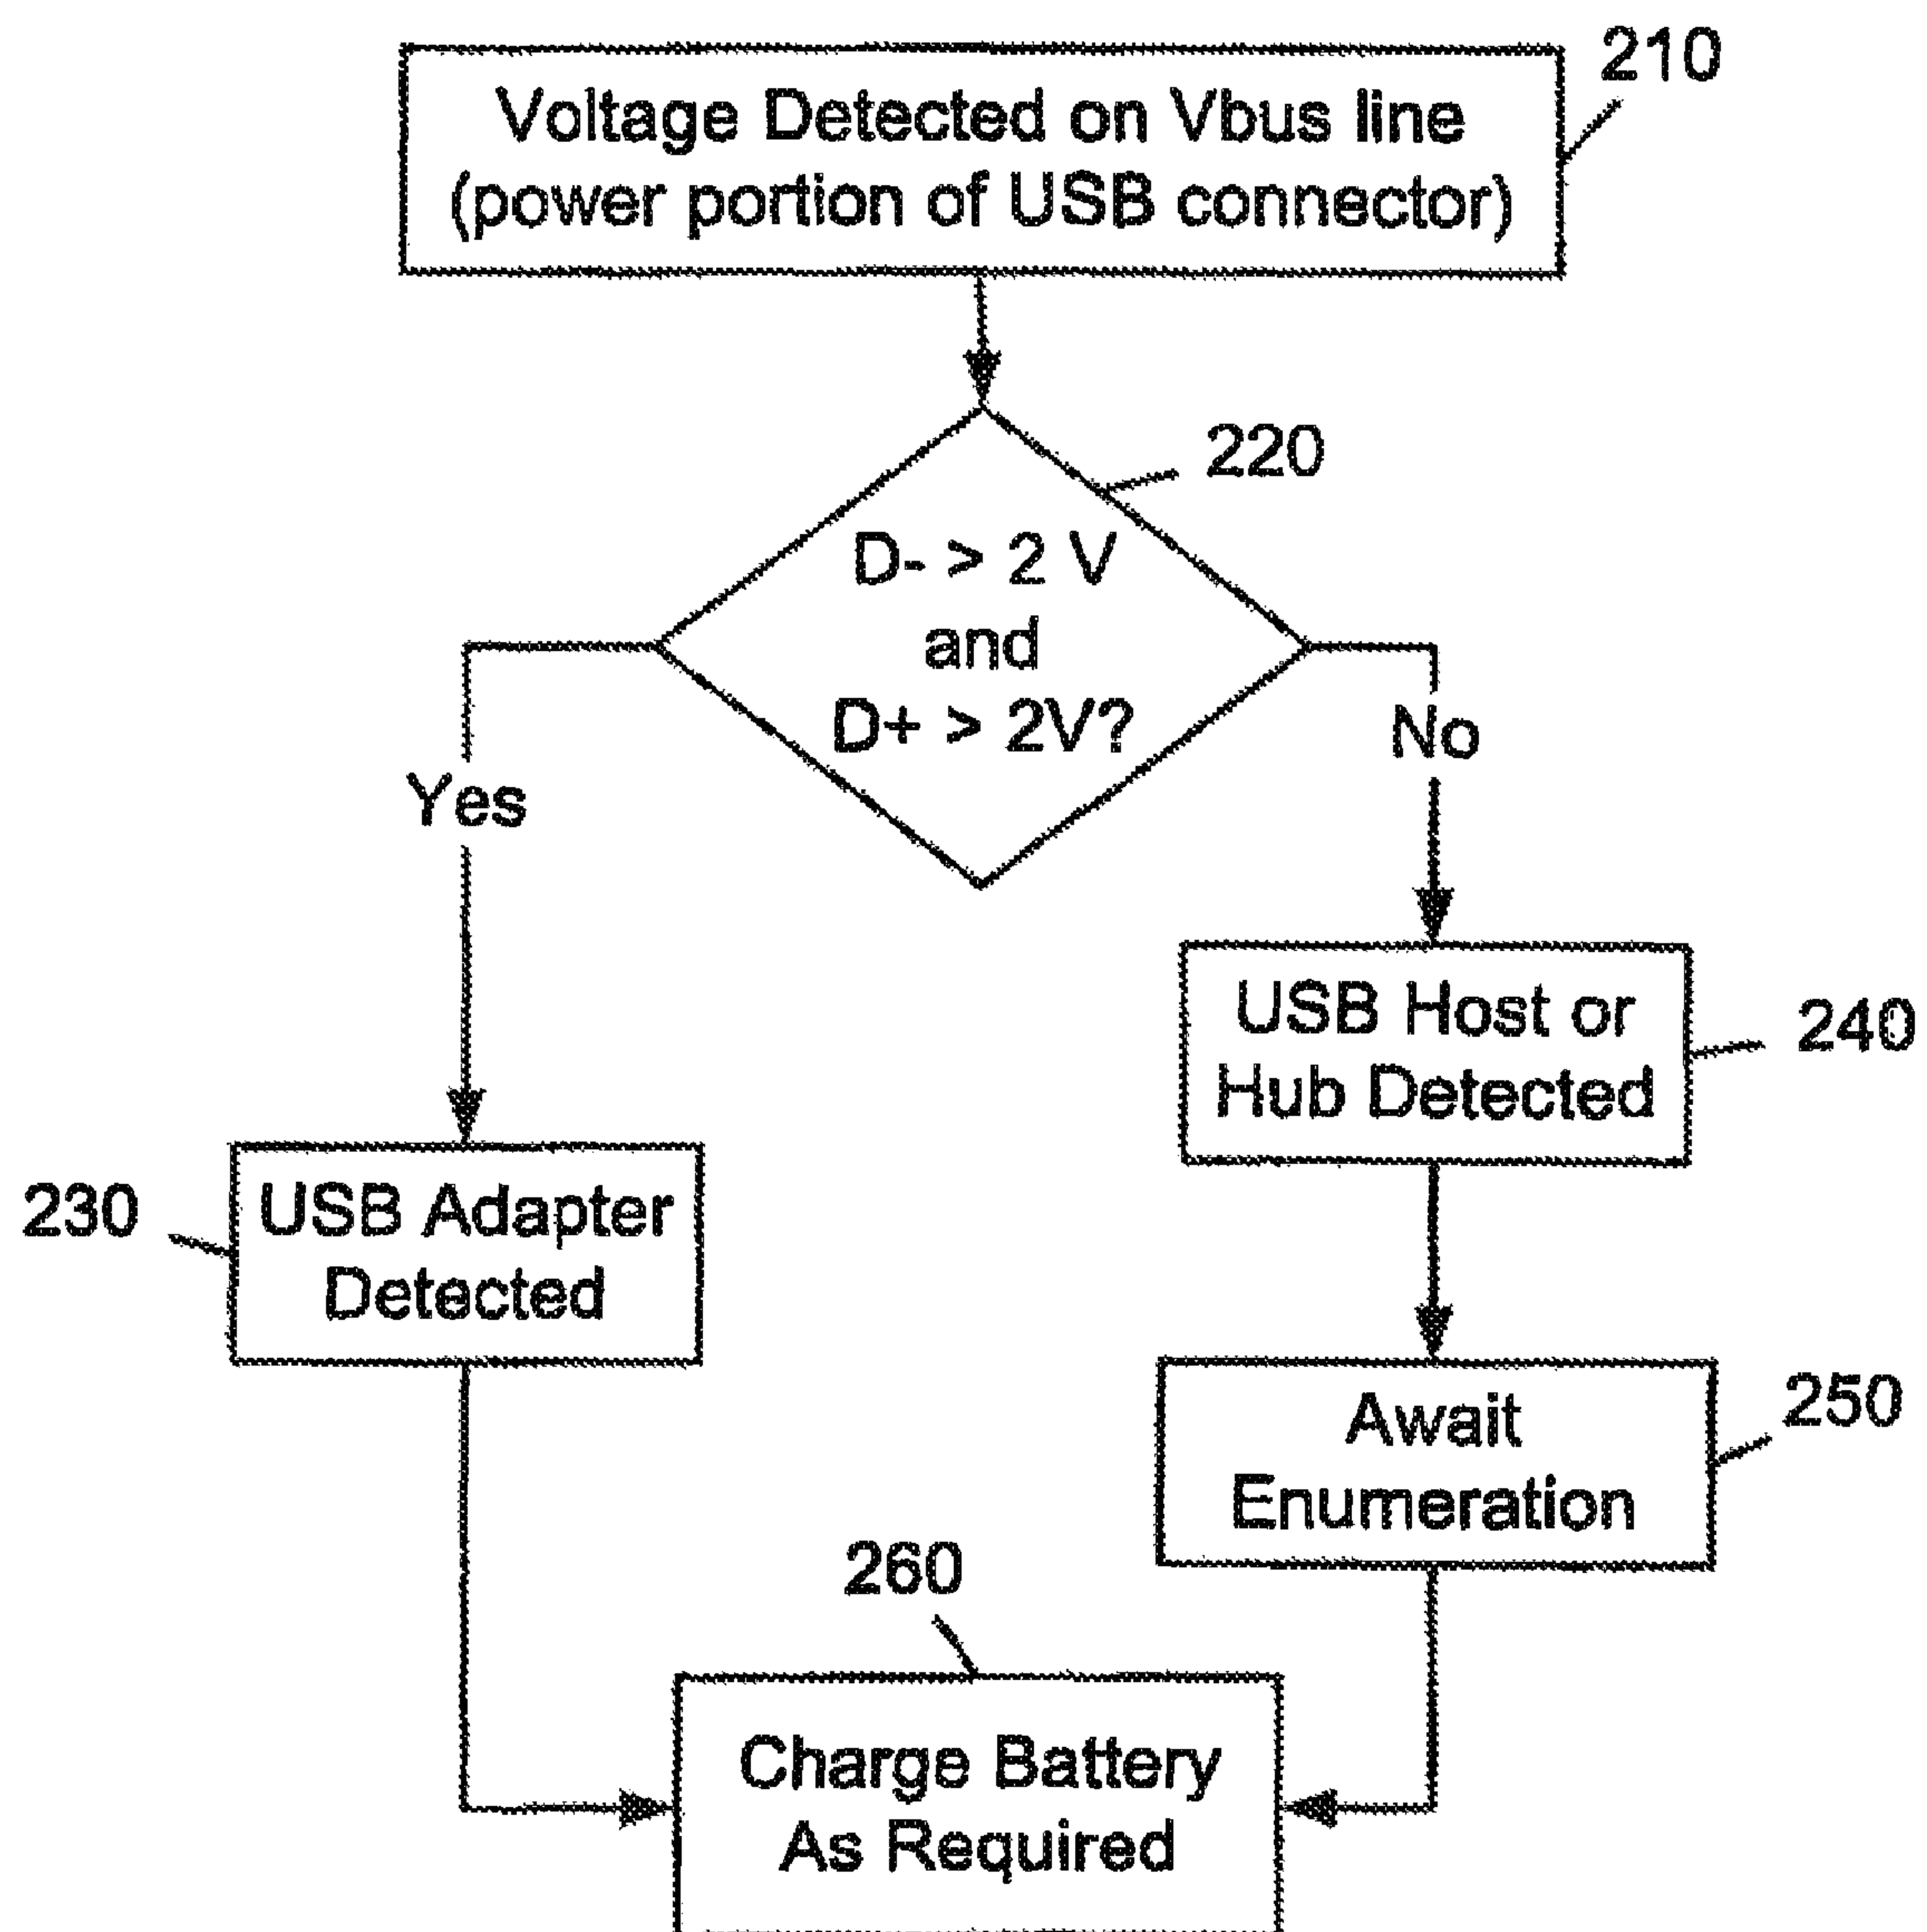 210
Voltage Detected on Vbus line
(power portion of USB connector)
220
D- > 2 V
and
D+ > 2V?
No
Yes
USB Host or
Hub Detected
240
230
USB Adapter
Detected
Await
Enumeration
250
260
Charge Battery
As Required